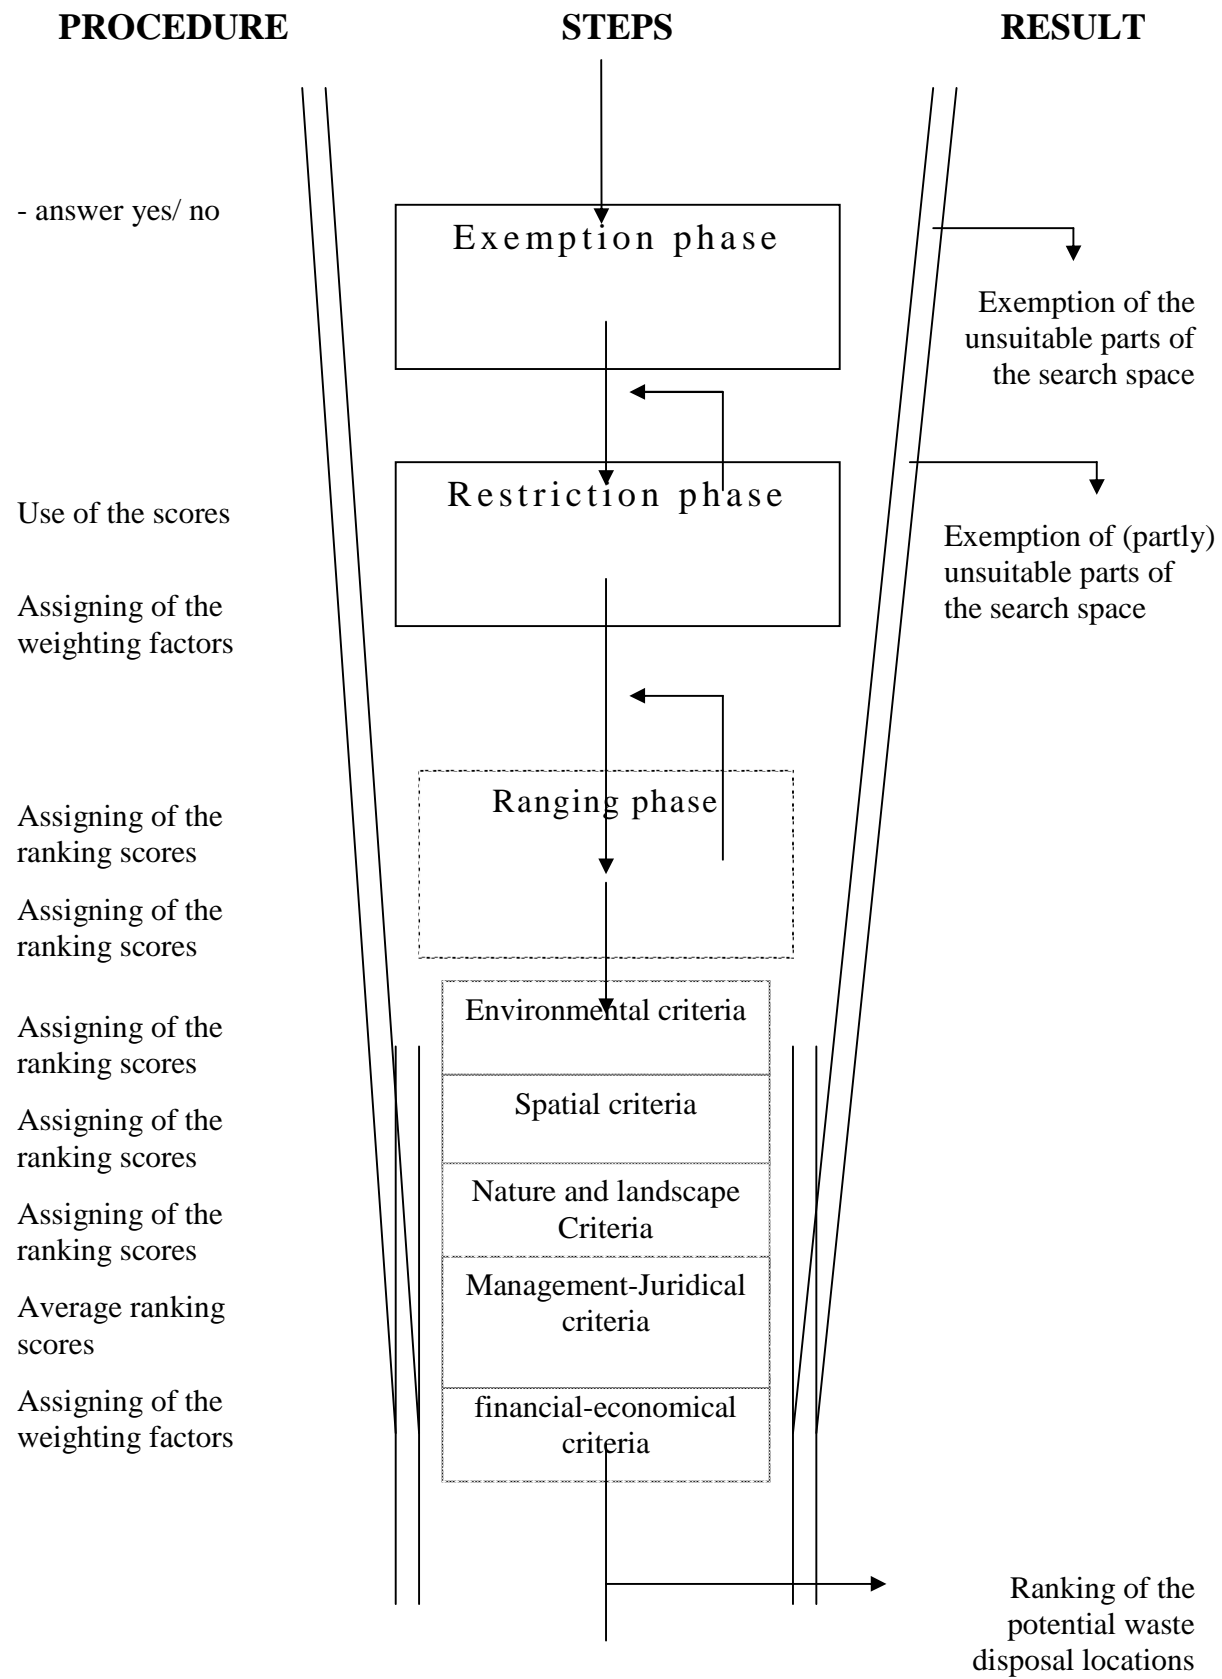 PROCEDURE
STEPS
RESULT
- answer yes/ no
Exemption phase
Exemption of the
unsuitable parts of
the search space
Restriction phase
Use of the scores
Exemption of (partly)
unsuitable parts of
the search space
Assigning of the
weighting factors
Ranging phase
Assigning of the
ranking scores
Assigning of the
ranking scores
Environmental criteria
Assigning of the
ranking scores
Spatial criteria
Assigning of the
ranking scores
Nature and landscape
Criteria
Assigning of the
ranking scores
Management-Juridical
criteria
Average ranking
scores
financial-economical
criteria
Assigning of the
weighting factors
Ranking of the
potential waste
disposal locations